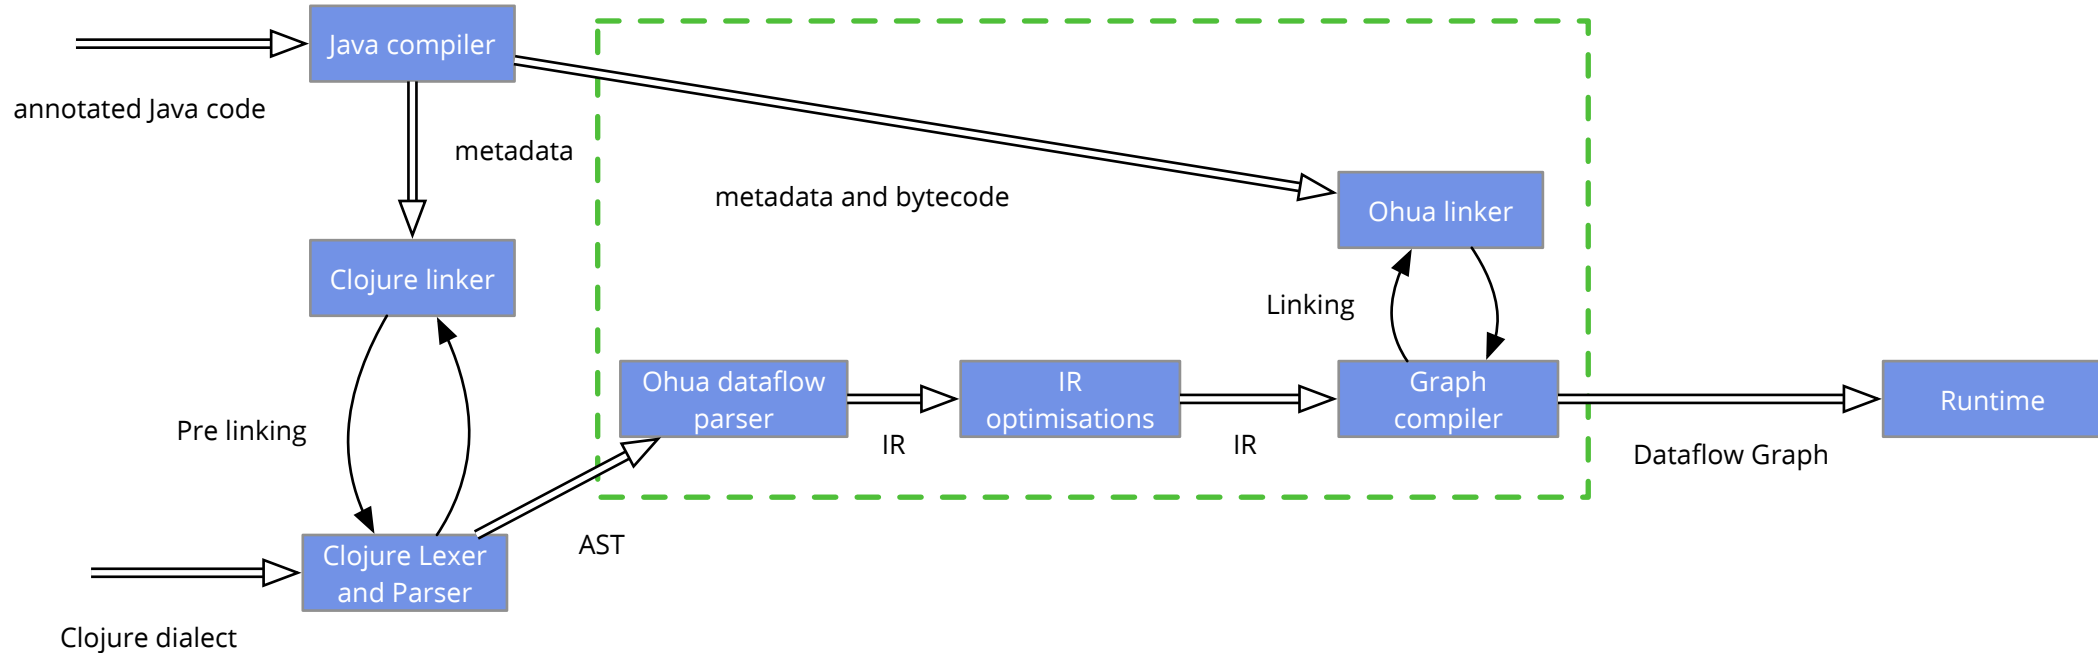 Java compiler
annotated Java code
metadata
metadata and bytecode
Ohua linker
Clojure linker
Linking
Ohua dataflow
parser
IR
optimisations
Graph
compiler
Runtime
Pre linking
IR
IR
Dataflow Graph
AST
Clojure Lexer
and Parser
Clojure dialect